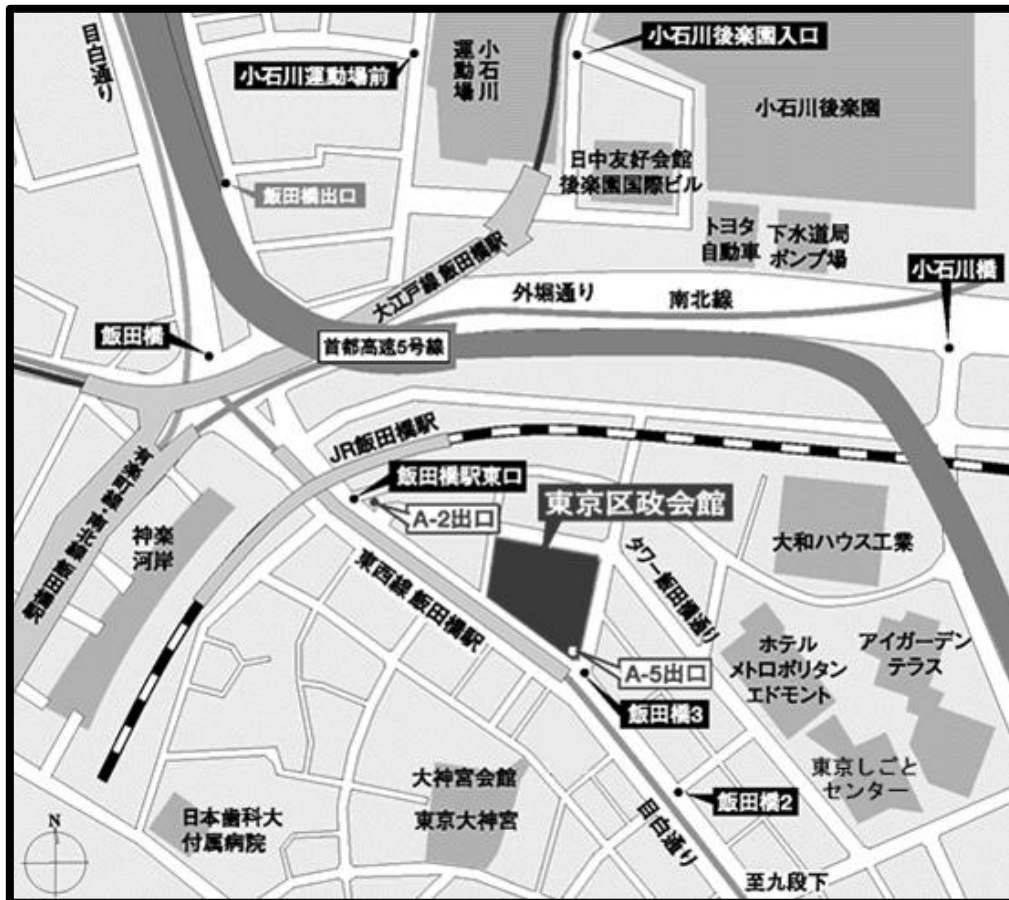 目白通り
小石川運動場前
小石川
運動場
小石川後楽園入口
小石川後楽園
日中友好会館
後楽園国際ビル
飯田橋出口
トヨタ
自動車
下水道局
ポンプ場
小石川橋
大江戸線 飯田橋駅
外堀通り
南北線
飯田橋
首都高速5号線
JR飯田橋駅
飯田橋駅東口
A-2出口
東京区政会館
有楽町線・南北線 飯田橋駅
神楽
河岸
東西線 飯田橋駅
タワー飯田橋通り
大和ハウス工業
ホテル
メトロポリタン
エドモント
アイガーデン
テラス
A-5出口
飯田橋3
東京しごと
センター
大神宮会館
東京大神宮
飯田橋2
日本歯科大
付属病院
目白通り
至九段下
N